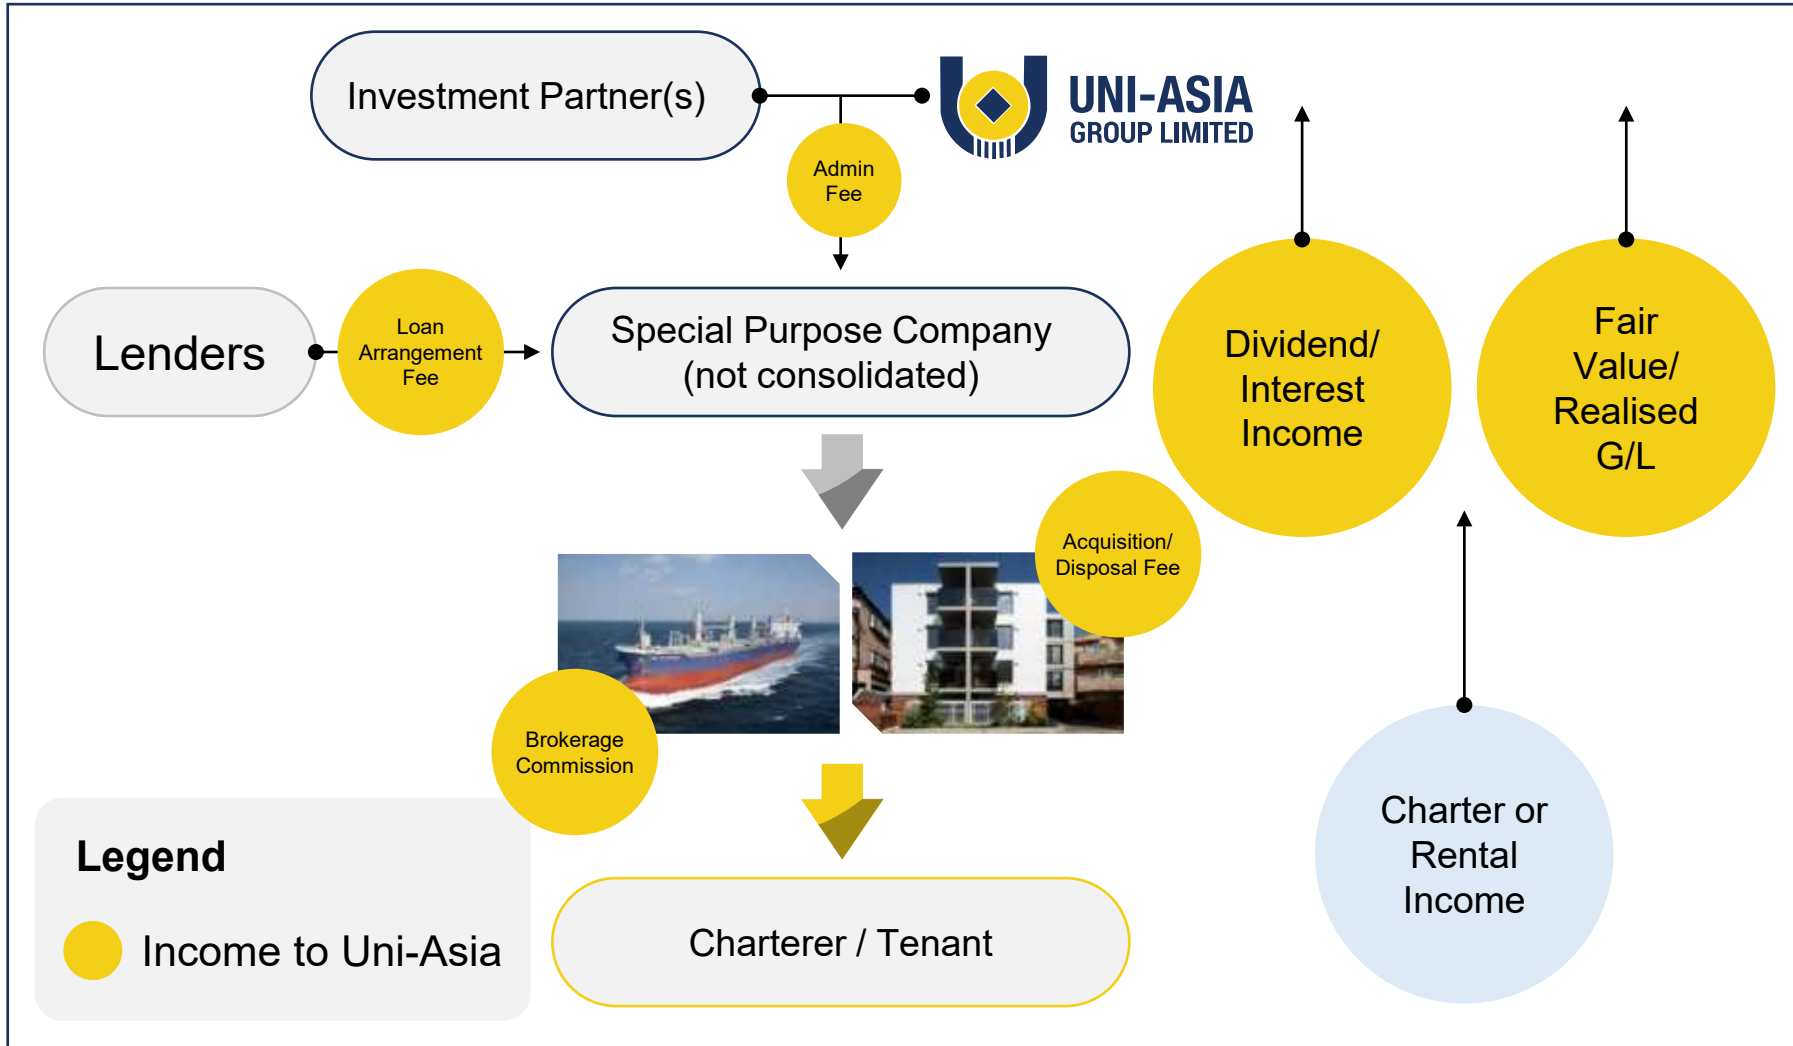 Investment Partner(s)
UNI-ASIA
GROUP LIMITED
Admin
Fee
Lenders
Loan
Arrangement
Fee
Special Purpose Company
(not consolidated)
Dividend/
Interest
Income
Fair
Value/
Realised
G/L
Acquisition/
Disposal Fee
Brokerage
Commission
Charter or
Rental
Income
Legend
Income to Uni-Asia
Charterer / Tenant